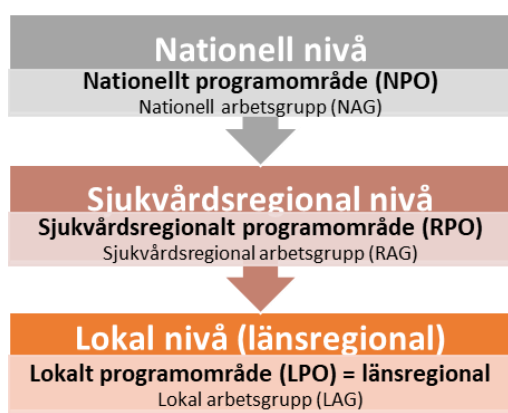 Nationell nivå
Nationellt programområde (NPO)
Nationell arbetsgrupp (NAG)
Sjukvårdsregional nivå
Sjukvårdsregionalt programområde (RPO)
Sjukvårdsregional arbetsgrupp (RAG)
Lokal nivå (länsregional)
Lokalt programområde (LPO) = länsregional
Lokal arbetsgrupp (LAG)